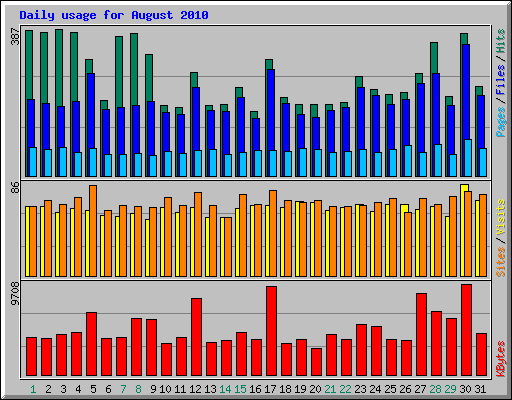 Daily usage for August 2010
387
Pages / Files / Hits
86
Sites / Visits
9708
KBytes
1 2 3 4 5 6 7 8 9 10 11 12 13 14 15 16 17 18 19 20 21 22 23 24 25 26 27 28 29 30 31